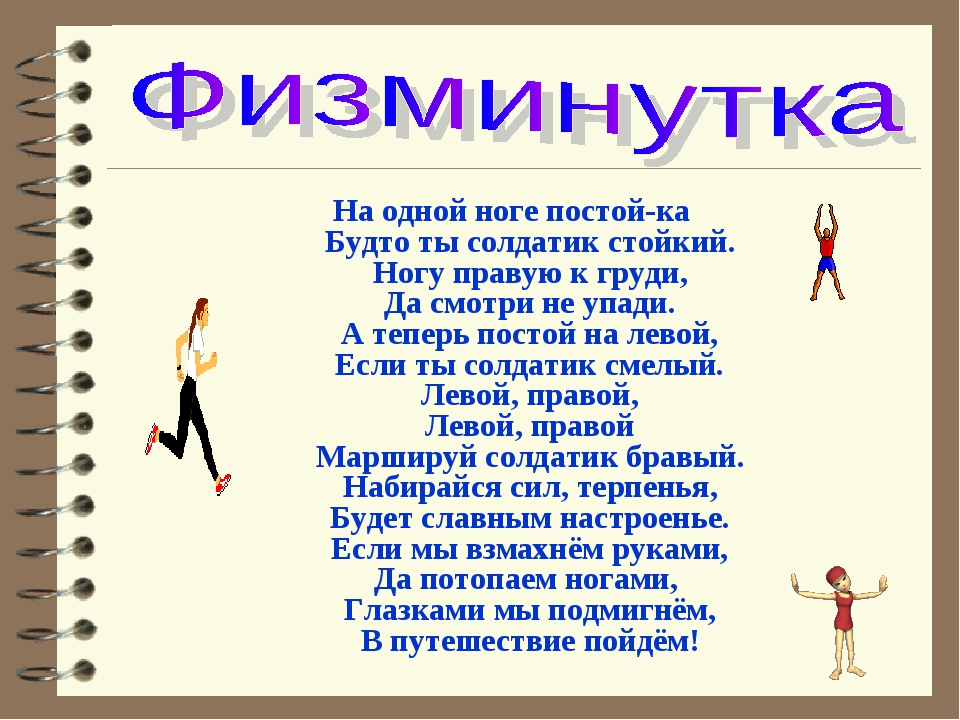 Физминутка
На одной ноге постой-ка
Будто ты солдатик стойкий.
Ногу правую к груди,
Да смотри не упади.
А теперь постой на левой,
Если ты солдатик смелый.
Левой, правой,
Левой, правой
Маршируй солдатик бравый.
Набирайся сил, терпенья,
Будет славным настроенье.
Если мы взмахнём руками,
Да потопаем ногами,
Глазками мы подмигнём,
В путешествие пойдём!